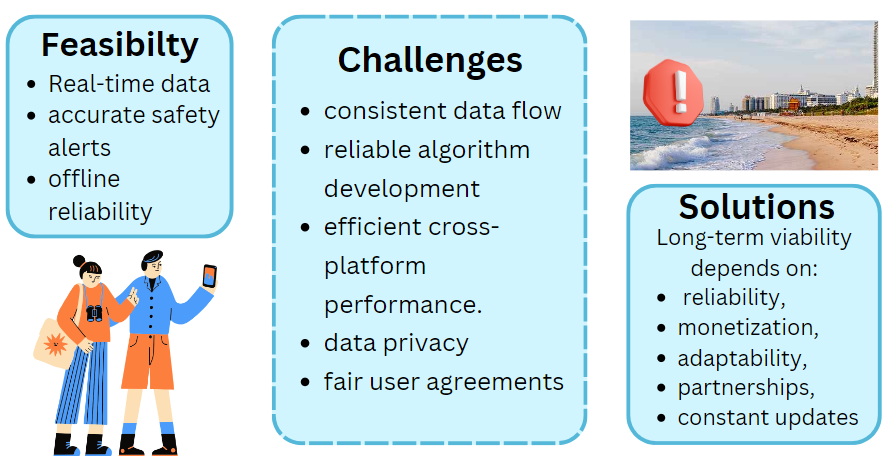 Feasibilty
• Real-time data
• accurate safety
alerts
• offline
reliability
Challenges
• consistent data flow
• reliable algorithm
development
• efficient cross-
platform
performance.
• data privacy
• fair user agreements
!
Solutions
Long-term viability
depends on:
• reliability,
• monetization,
• adaptability,
• partnerships,
• constant updates